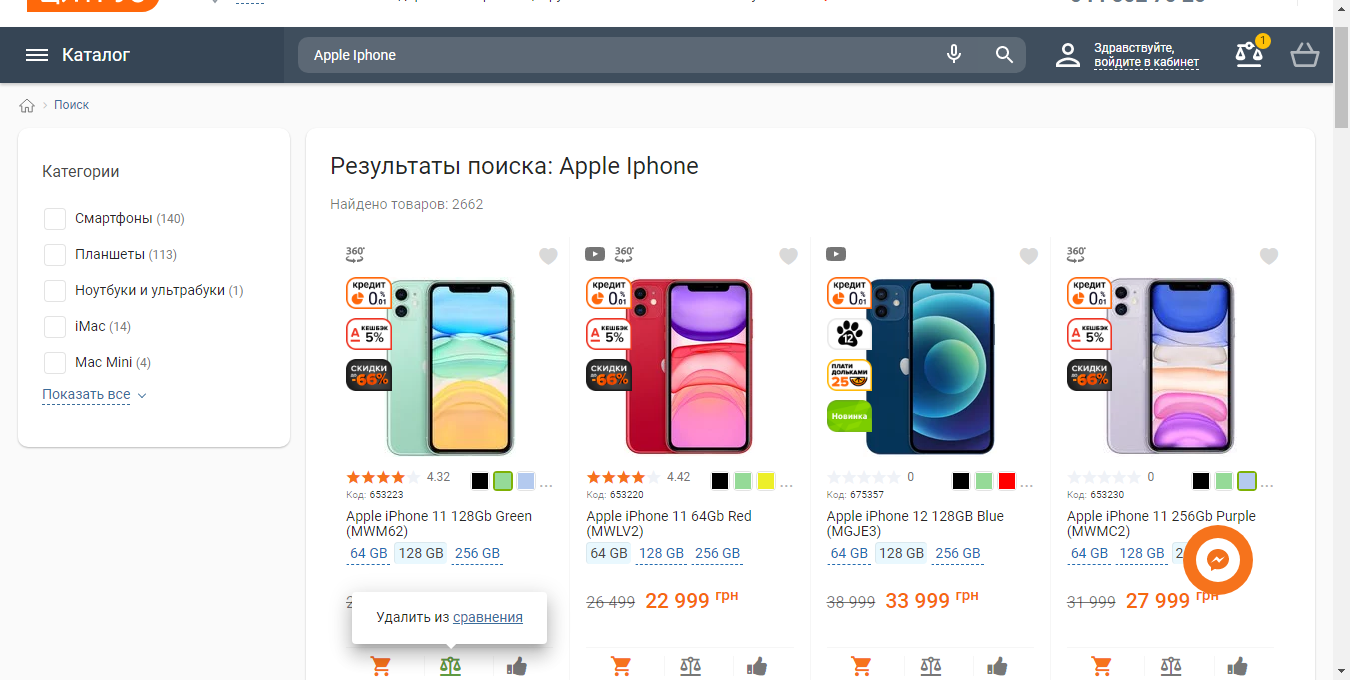 ЦИТРУС
Каталог
Apple Iphone
Здравствуйте,
войдите в кабинет
1
Поиск
Категории
Смартфоны (140)
Планшеты (113)
Ноутбуки и ультрабуки (1)
iMac (14)
Mac Mini (4)
Показать все
Результаты поиска: Apple Iphone
Найдено товаров: 2662
360°
360°
360°
кредит 0% 01
кредит 0% 01
кредит 0% 01
кредит 0% 01
А КЕШБЭК 5%
А КЕШБЭК 5%
12
А КЕШБЭК 5%
СКИДКИ ДО -66%
СКИДКИ ДО -66%
ПЛАТИ ДОЛЬКАМИ 25
СКИДКИ ДО -66%
Новинка
4.32 ...
4.42 ...
0 ...
0 ...
Код: 653223
Код: 653220
Код: 675357
Код: 653230
Apple iPhone 11 128Gb Green
(MWM62)
Apple iPhone 11 64Gb Red
(MWLV2)
Apple iPhone 12 128GB Blue
(MGJE3)
Apple iPhone 11 256Gb Purple
(MWMC2)
64 GB 128 GB 256 GB
64 GB 128 GB 256 GB
64 GB 128 GB 256 GB
64 GB 128 GB 2
26 499 22 999 грн
38 999 33 999 грн
31 999 27 999 грн
Удалить из сравнения